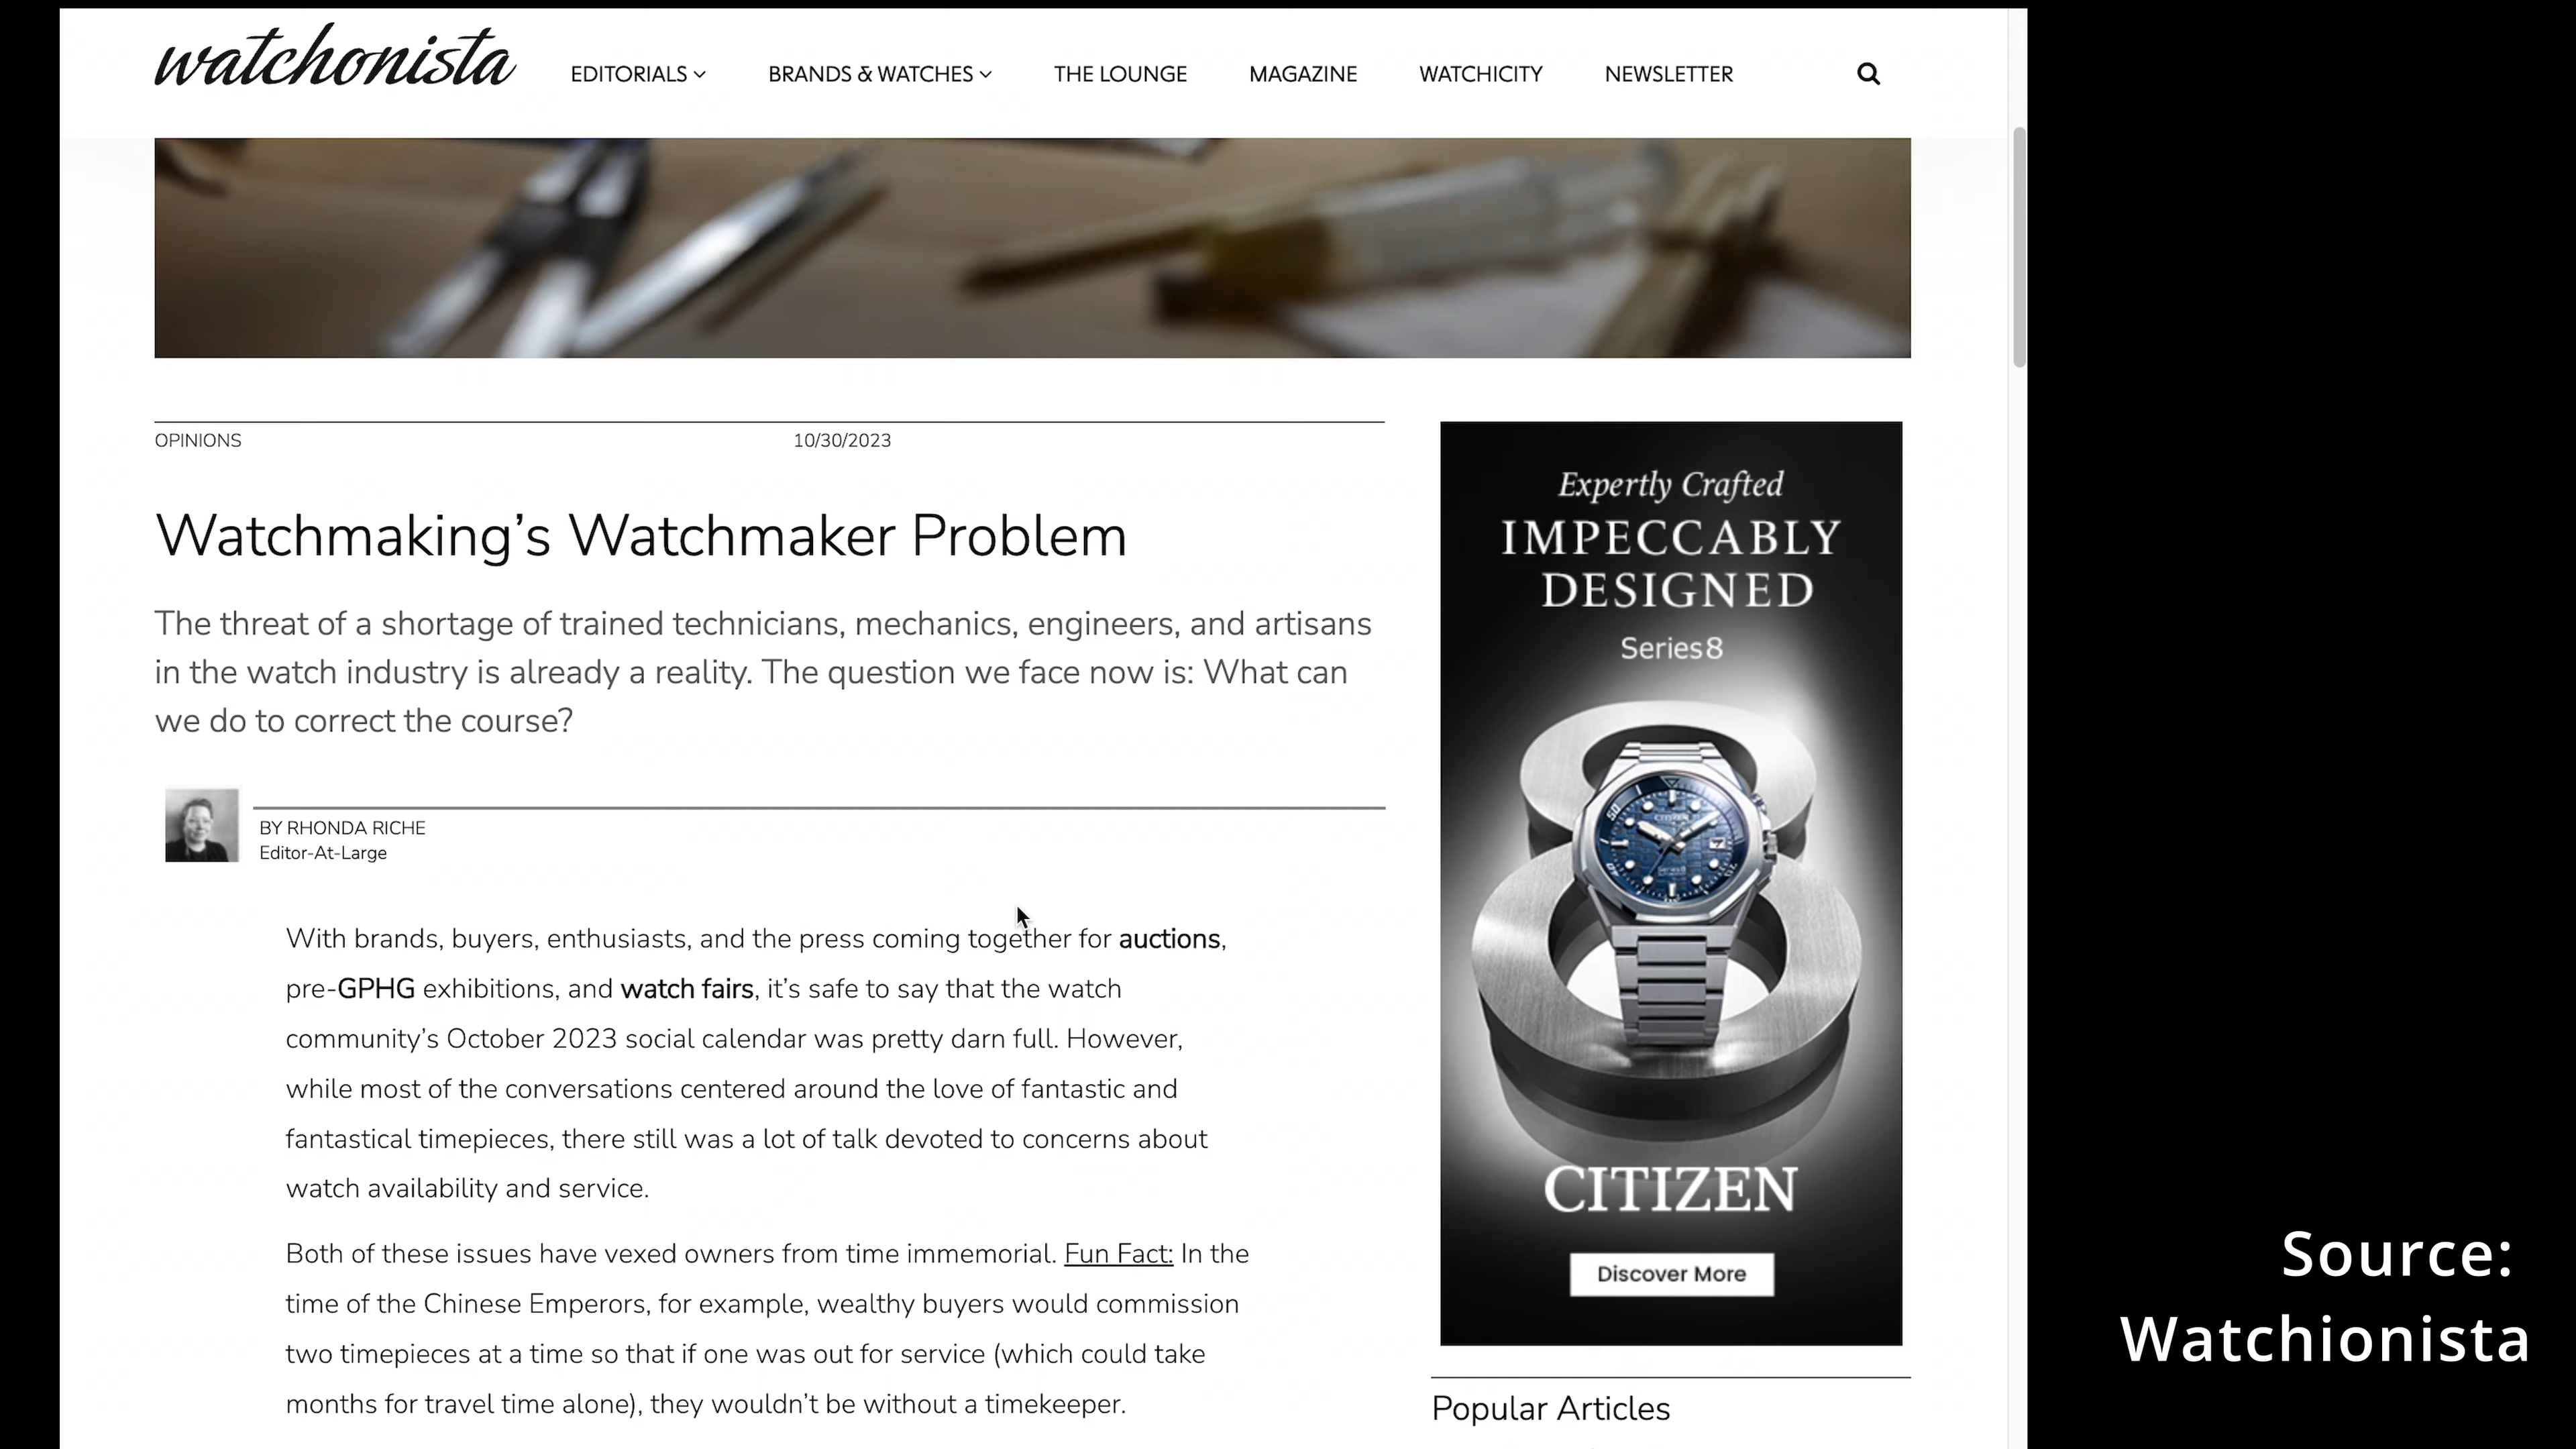 watchonista
EDITORIALS
BRANDS & WATCHES
THE LOUNGE
MAGAZINE
WATCHICITY
NEWSLETTER
OPINIONS
10/30/2023
Watchmaking’s Watchmaker Problem
The threat of a shortage of trained technicians, mechanics, engineers, and artisans
in the watch industry is already a reality. The question we face now is: What can
we do to correct the course?
BY RHONDA RICHE
Editor-At-Large
With brands, buyers, enthusiasts, and the press coming together for auctions,
pre-GPHG exhibitions, and watch fairs, it’s safe to say that the watch
community’s October 2023 social calendar was pretty darn full. However,
while most of the conversations centered around the love of fantastic and
fantastical timepieces, there still was a lot of talk devoted to concerns about
watch availability and service.
Both of these issues have vexed owners from time immemorial. Fun Fact: In the
time of the Chinese Emperors, for example, wealthy buyers would commission
two timepieces at a time so that if one was out for service (which could take
months for travel time alone), they wouldn’t be without a timekeeper.
Expertly Crafted
IMPECCABLY
DESIGNED
Series8
CITIZEN
Discover More
Popular Articles
Source:
Watchionista